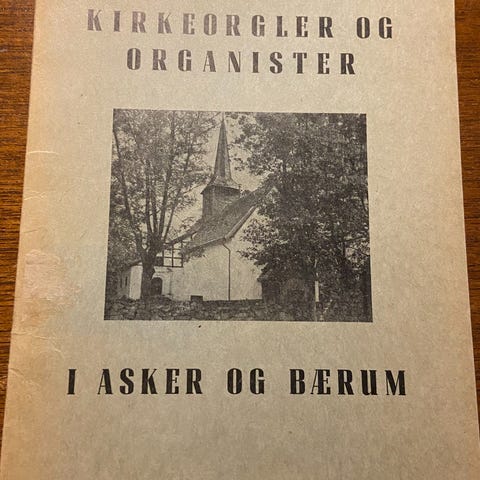 KIRKEORGLER OG
ORGANISTER
I ASKER OG BÆRUM